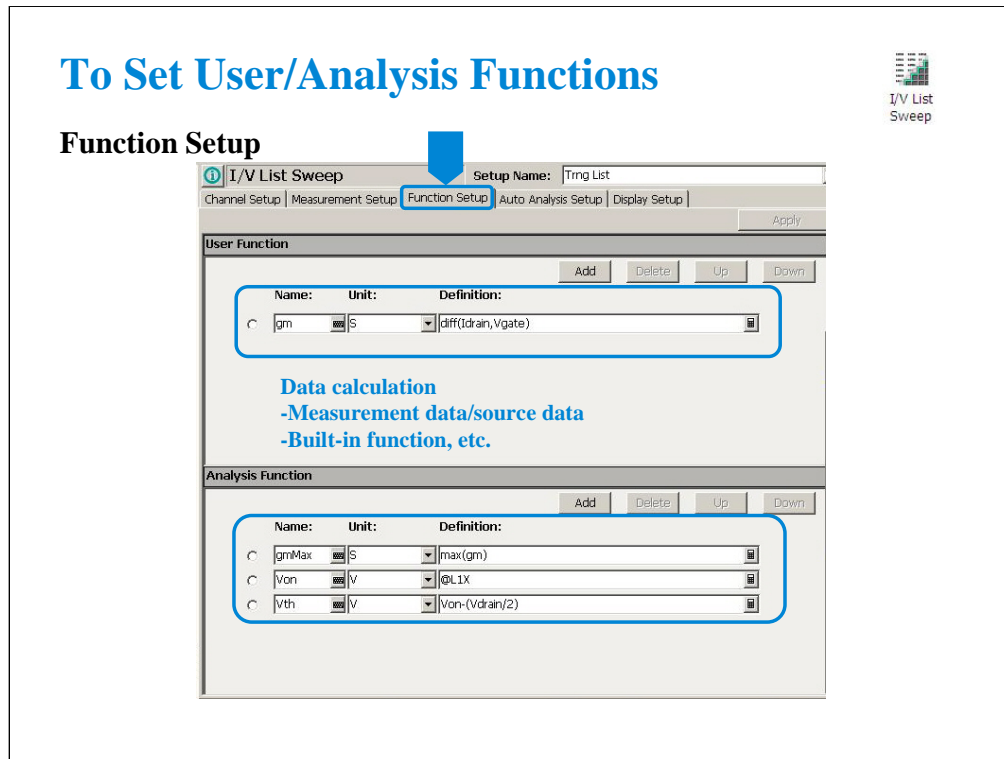 To Set User/Analysis Functions
I/V List
Sweep
Function Setup
I/V List Sweep Setup Name: Trng List
Channel Setup Measurement Setup Function Setup Auto Analysis Setup Display Setup
Apply
User Function
Add Delete Up Down
Name: Unit: Definition:
gm S diff(Idrain,Vgate)
Data calculation
-Measurement data/source data
-Built-in function, etc.
Analysis Function
Add Delete Up Down
Name: Unit: Definition:
gmMax S max(gm)
Von V @L1X
Vth V Von-(Vdrain/2)